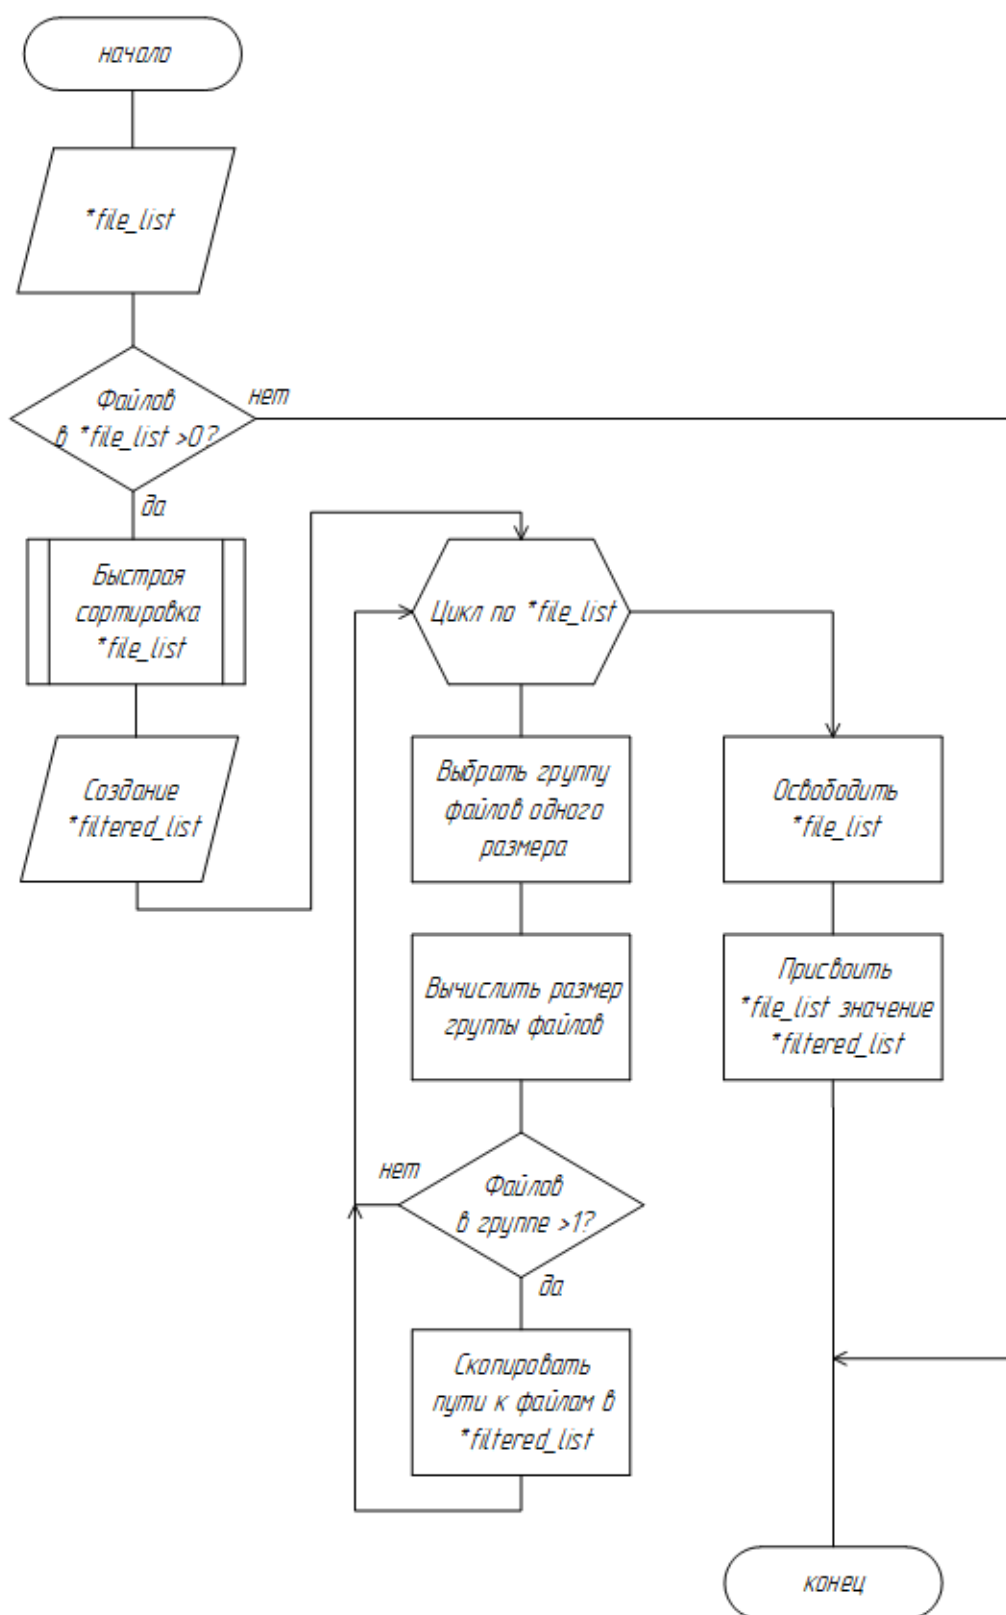 начало
*file_list
Файлов
в *file_list >0?
нет
да
Быстрая
сортировка
*file_list
Создание
*filtered_list
Цикл по *file_list
Выбрать группу
файлов одного
размера
Вычислить размер
группы файлов
Файлов
в группе >1?
нет
да
Скопировать
пути к файлам в
*filtered_list
Освободить
*file_list
Присвоить
*file_list значение
*filtered_list
конец